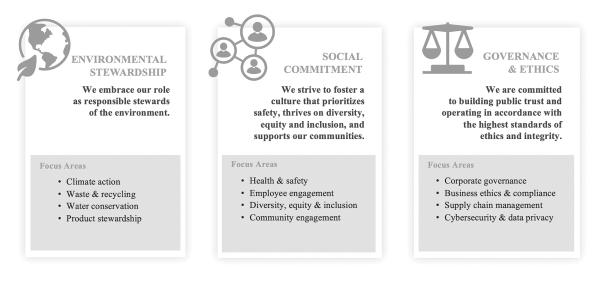 ENVIRONMENTAL
STEWARDSHIP
We embrace our role
as responsible stewards
of the environment.
Focus Areas
• Climate action
• Waste & recycling
• Water conservation
• Product stewardship
SOCIAL
COMMITMENT
We strive to foster a
culture that prioritizes
safety, thrives on diversity,
equity and inclusion, and
supports our communities.
Focus Areas
• Health & safety
• Employee engagement
• Diversity, equity & inclusion
• Community engagement
GOVERNANCE
& ETHICS
We are committed
to building public trust and
operating in accordance with
the highest standards of
ethics and integrity.
Focus Areas
• Corporate governance
• Business ethics & compliance
• Supply chain management
• Cybersecurity & data privacy